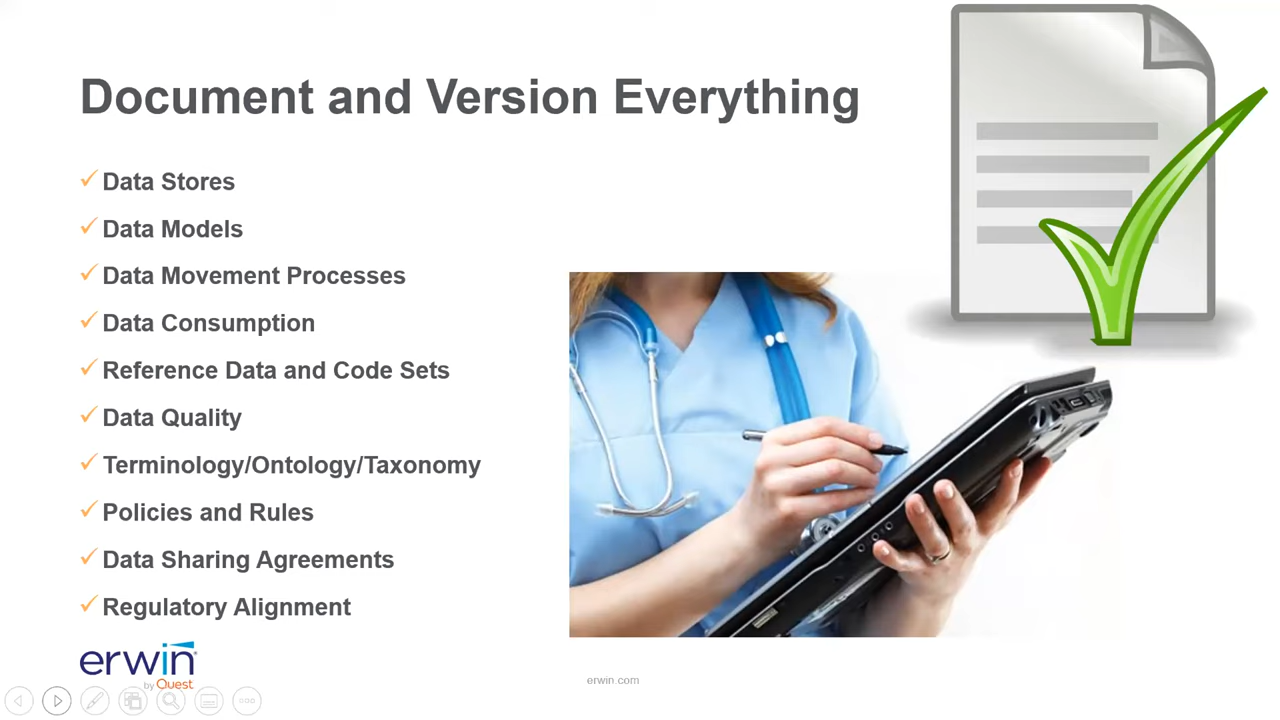 Document and Version Everything
Data Stores
Data Models
Data Movement Processes
Data Consumption
Reference Data and Code Sets
Data Quality
Terminology/Ontology/Taxonomy
Policies and Rules
Data Sharing Agreements
Regulatory Alignment
erwin
by Quest
erwin.com